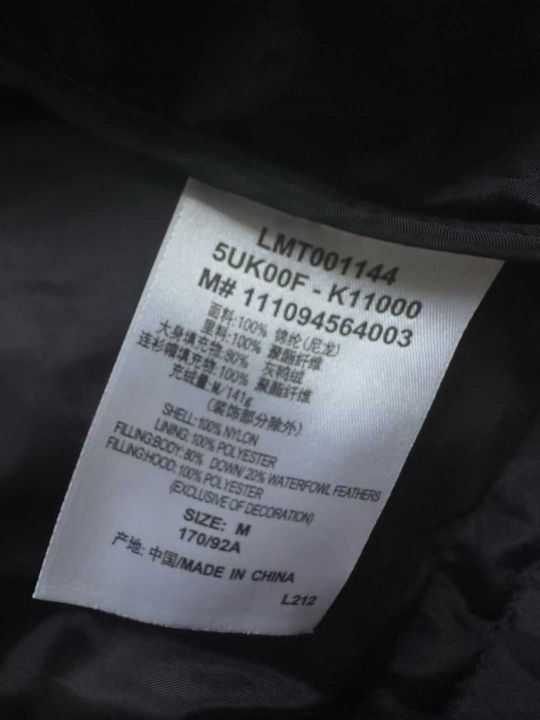 LMT001144
5UK00F - K11000
M# 111094564003
面料:100% 锦纶(尼龙)
里料:100% 聚酯纤维
大身填充物:80% 灰鸭绒
连衫帽填充物:100% 聚酯纤维
充绒量:M/141g
(装饰部分除外)
SHELL:100% NYLON
LINING:100% POLYESTER
FILLING:BODY: 80% DOWN/ 20% WATERFOWL FEATHERS
FILLING:HOOD: 100% POLYESTER
(EXCLUSIVE OF DECORATION)
SIZE: M
170/92A
产地: 中国/MADE IN CHINA
L212